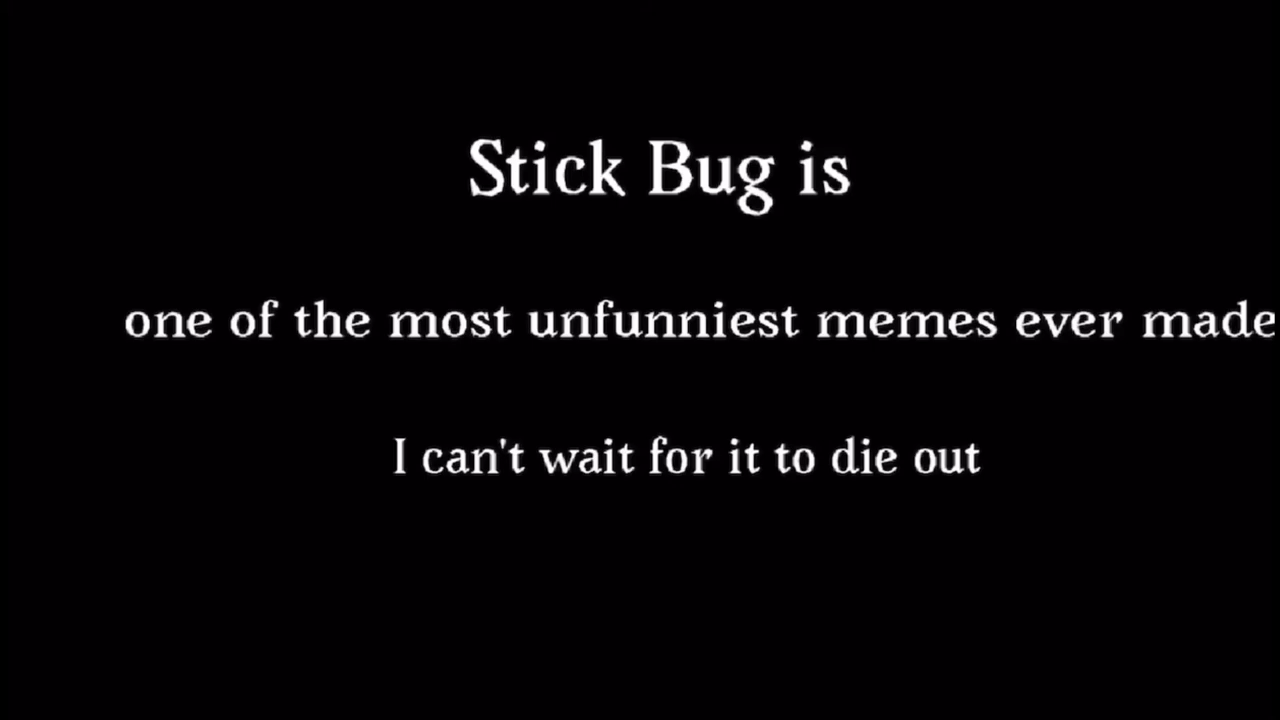 Stick Bug is
one of the most unfunniest memes ever made
I can't wait for it to die out